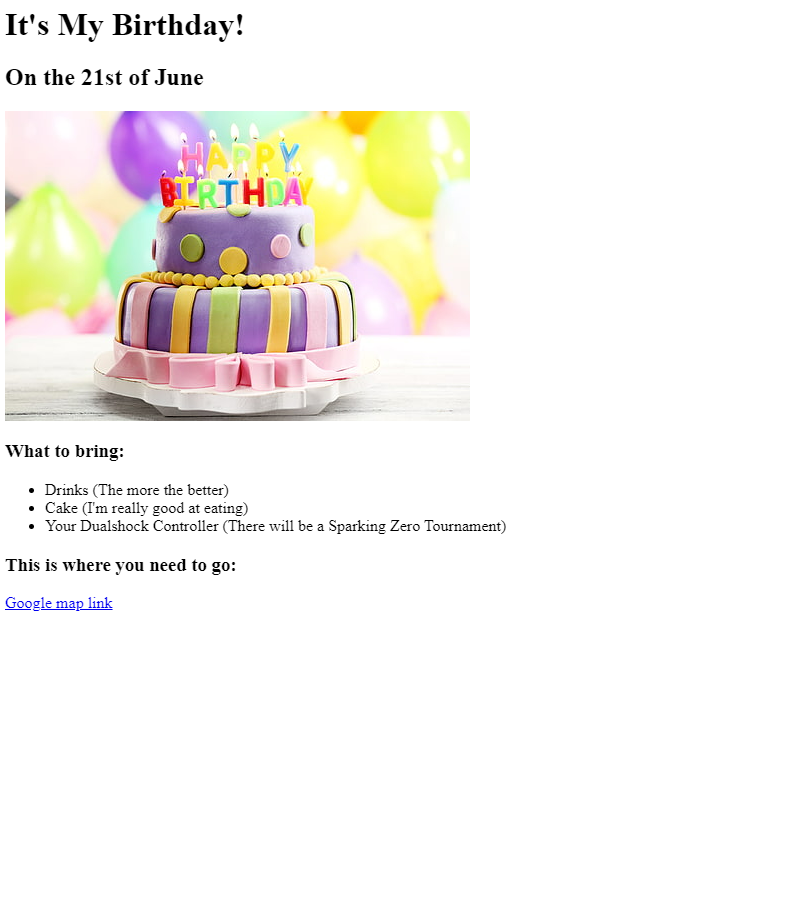 It's My Birthday!
On the 21st of June
HAPPY
BIRTHDAY
What to bring:
Drinks (The more the better)
Cake (I'm really good at eating)
Your Dualshock Controller (There will be a Sparking Zero Tournament)
This is where you need to go:
Google map link